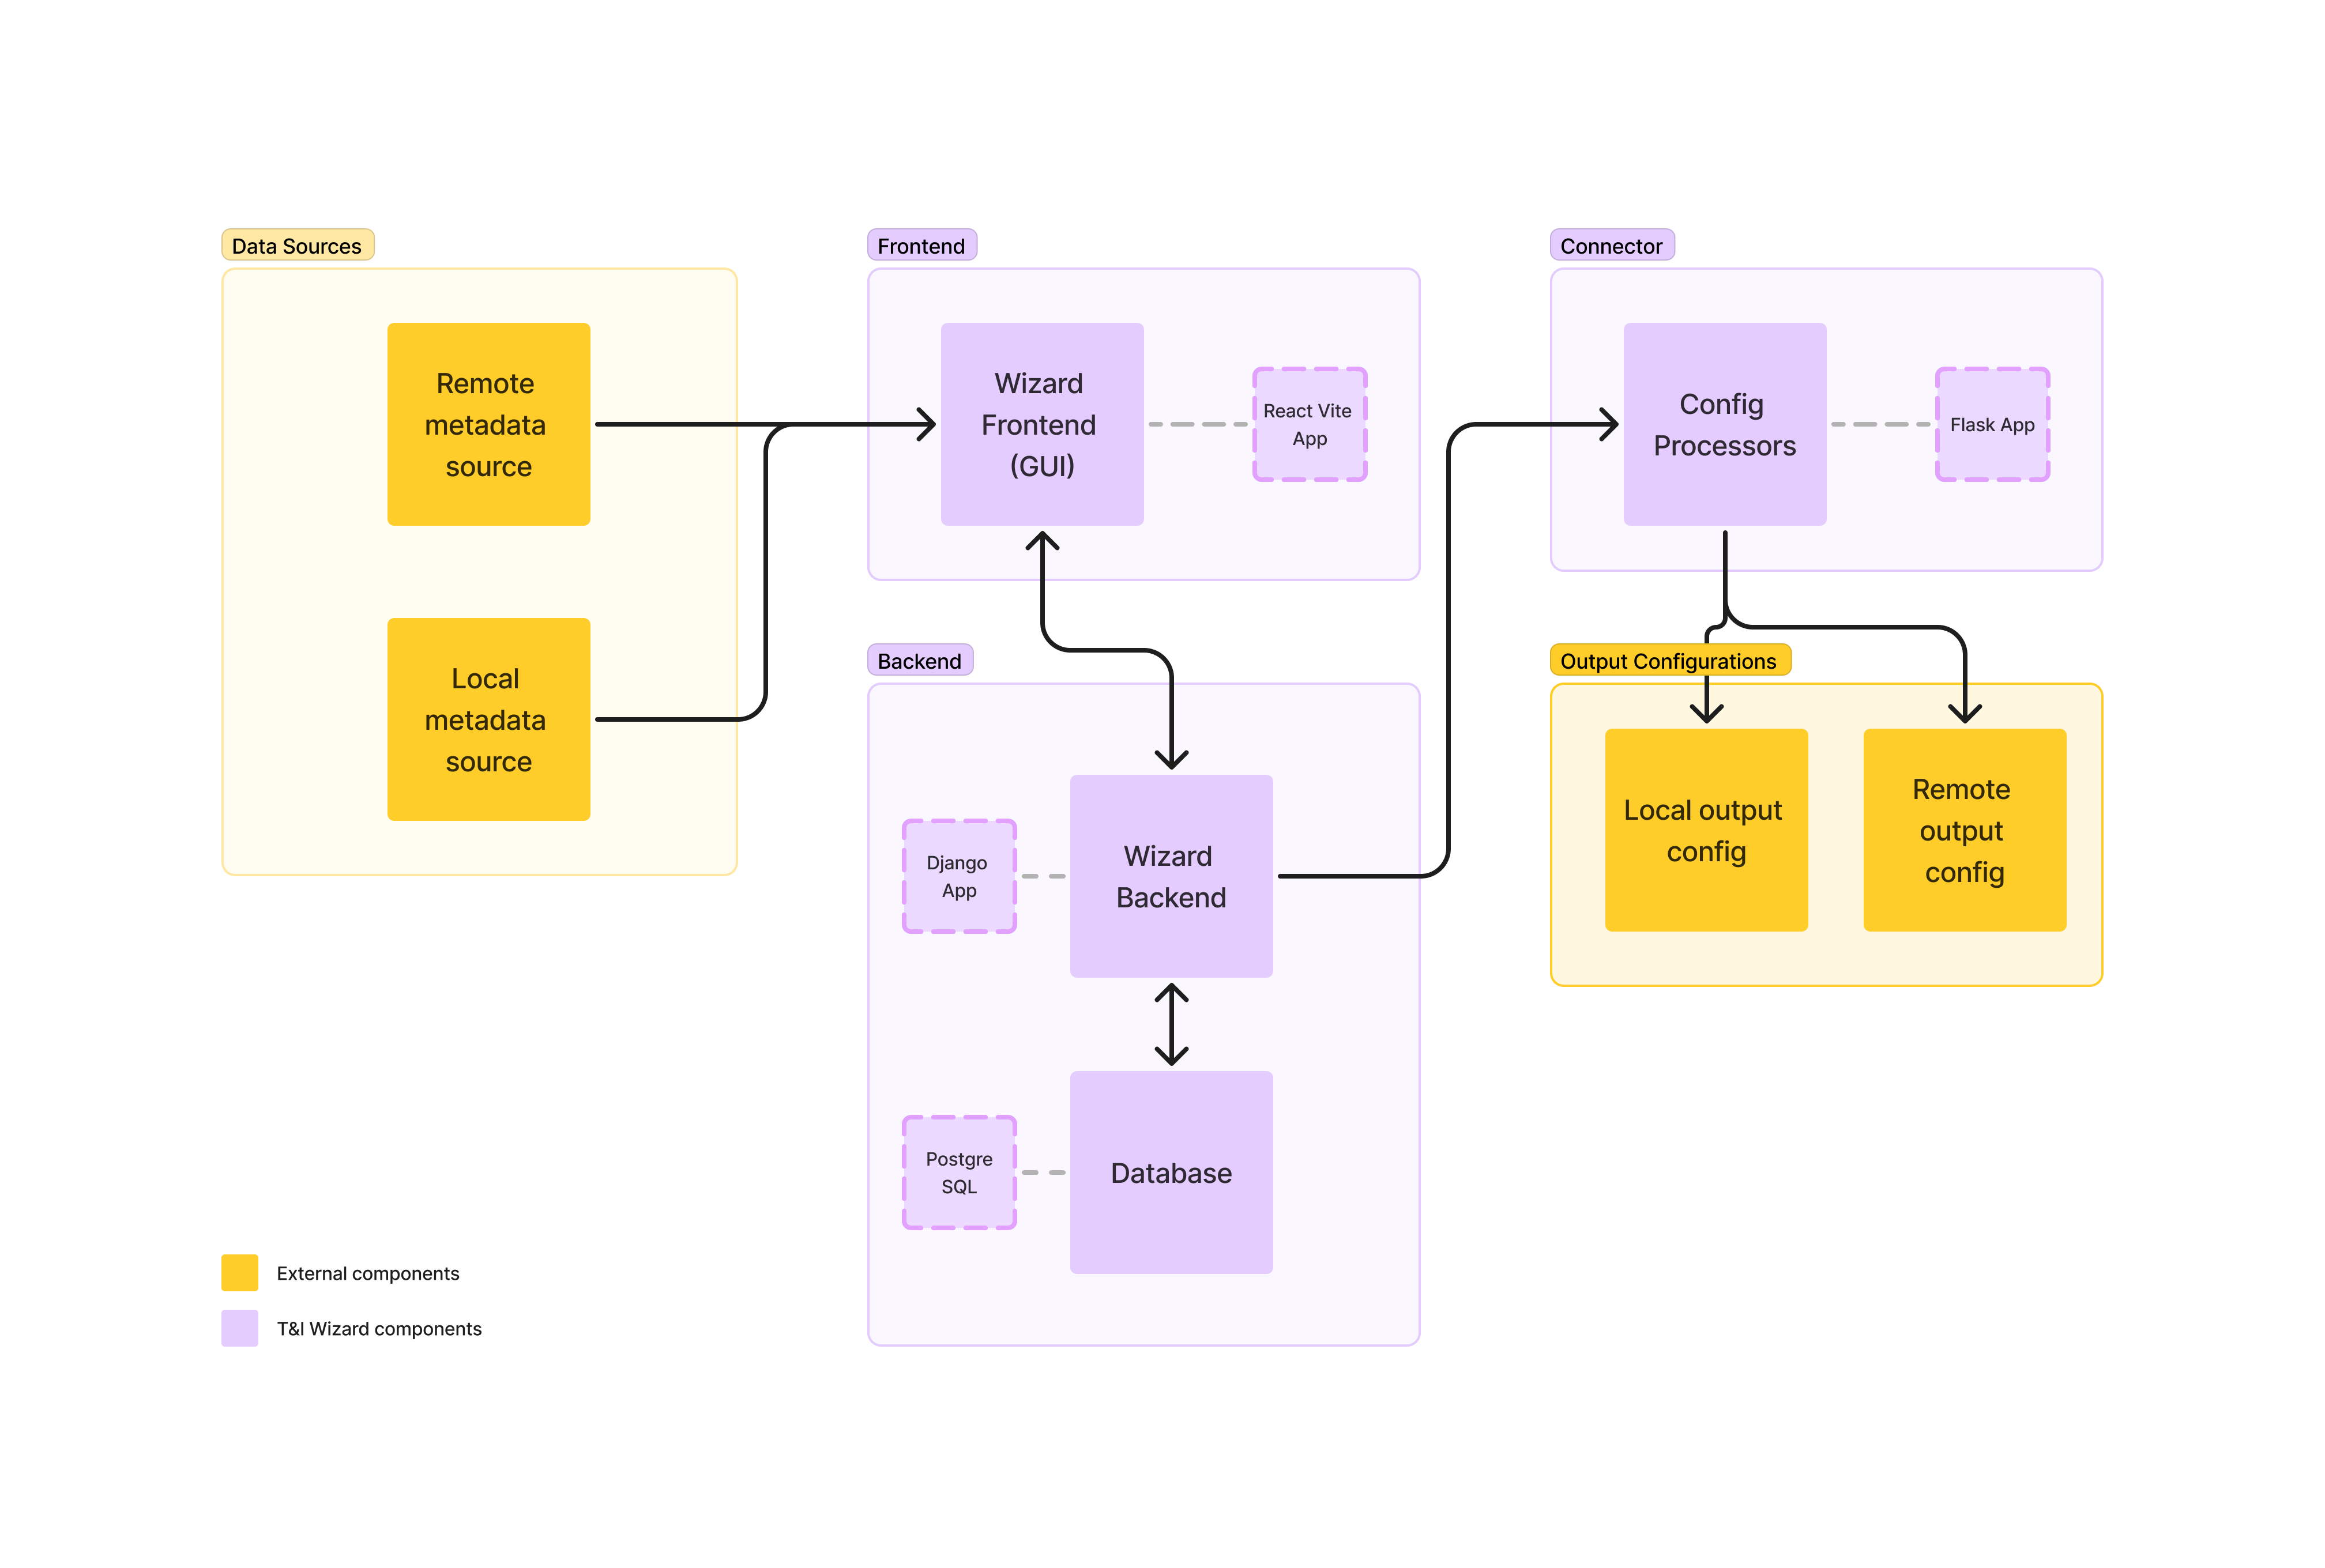 Data Sources
Remote
metadata
source
Local
metadata
source
Frontend
Wizard
Frontend
(GUI)
React Vite
App
Backend
Django
App
Wizard
Backend
Postgre
SQL
Database
Connector
Config
Processors
Flask App
Output Configurations
Local output
config
Remote
output
config
External components
T&I Wizard components